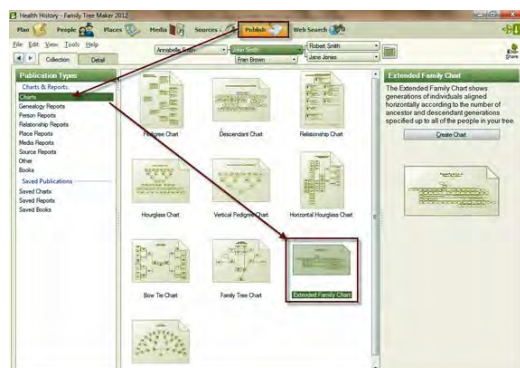 Health History - Family Tree Maker 2012
Plan People Places Media Sources Publish Web Search
File Edit View Tools Help
Share
Collection Detail
Annabelle Smith
John Smith
Fran Brown
Robert Smith
Jane Jones
Publication Types
Charts & Reports
Charts
Genealogy Reports
Person Reports
Relationship Reports
Place Reports
Media Reports
Source Reports
Other
Books
Saved Publications
Saved Charts
Saved Reports
Saved Books
Pedigree Chart
Descendant Chart
Relationship Chart
Hourglass Chart
Vertical Pedigree Chart
Horizontal Hourglass Chart
Bow Tie Chart
Family Tree Chart
Extended Family Chart
Extended Family Chart
The Extended Family Chart shows
generations of individuals aligned
horizontally according to the number of
ancestor and descendant generations
specified up to all of the people in your tree.
Create Chart